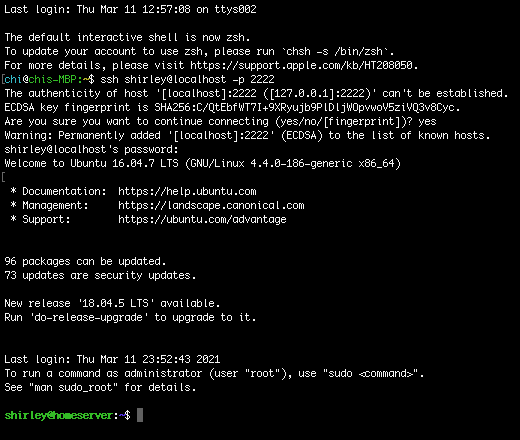 Last login: Thu Mar 11 12:57:08 on ttys002
The default interactive shell is now zsh.
To update your account to use zsh, please run `chsh -s /bin/zsh`.
For more details, please visit https://support.apple.com/kb/HT208050.
[chi@chis-MBP:~$ ssh shirley@localhost -p 2222
The authenticity of host '[localhost]:2222 ([127.0.0.1]:2222)' can't be established.
ECDSA key fingerprint is SHA256:C/QtEbfWT7I+9XRyujb9PlDljWOpvwoV5ziVQ3v8Cyc.
Are you sure you want to continue connecting (yes/no/[fingerprint])? yes
Warning: Permanently added '[localhost]:2222' (ECDSA) to the list of known hosts.
shirley@localhost's password:
Welcome to Ubuntu 16.04.7 LTS (GNU/Linux 4.4.0-186-generic x86_64)
[
 * Documentation:  https://help.ubuntu.com
 * Management:     https://landscape.canonical.com
 * Support:        https://ubuntu.com/advantage
96 packages can be updated.
73 updates are security updates.
New release '18.04.5 LTS' available.
Run 'do-release-upgrade' to upgrade to it.
Last login: Thu Mar 11 23:52:43 2021
To run a command as administrator (user "root"), use "sudo <command>".
See "man sudo_root" for details.
shirley@homeserver:~$